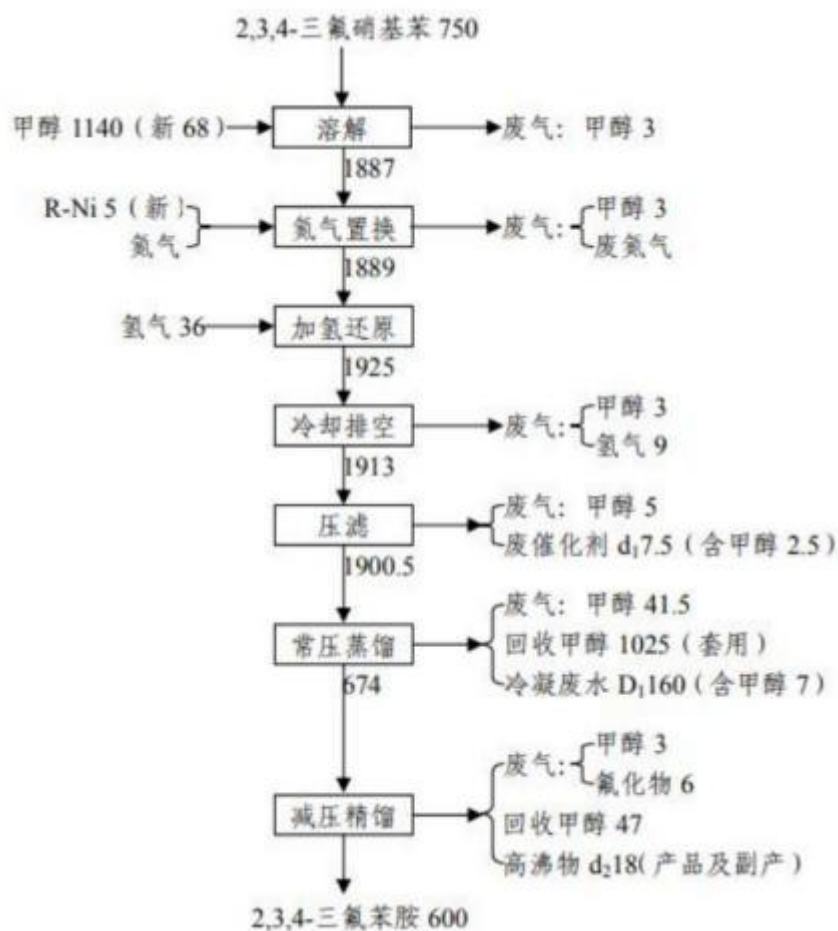 2,3,4-三氟硝基苯 750
甲醇 1140（新 68） 溶解 废气：甲醇 3
1887
R-Ni 5（新） 氮气 氮气置换 废气： 甲醇 3 废氮气
1889
氢气 36 加氢还原
1925
冷却排空 废气： 甲醇 3 氢气 9
1913
压滤 废气：甲醇 5
废催化剂 d₁7.5（含甲醇 2.5）
1900.5
废气：甲醇 41.5
常压蒸馏 回收甲醇 1025（套用）
674 冷凝废水 D₁160（含甲醇 7）
废气： 甲醇 3 氟化物 6
减压精馏 回收甲醇 47
高沸物 d₂18(产品及副产）
2,3,4-三氟苯胺 600